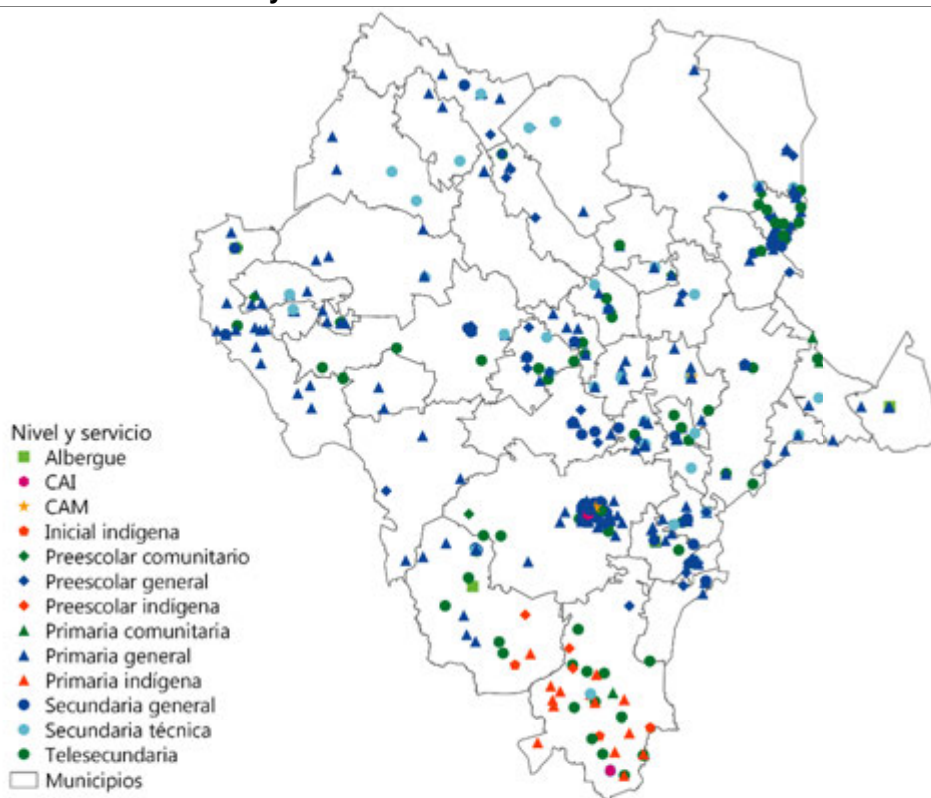 Nivel y servicio
Albergue
CAI
CAM
Inicial indígena
Preescolar comunitario
Preescolar general
Preescolar indígena
Primaria comunitaria
Primaria general
Primaria indígena
Secundaria general
Secundaria técnica
Telesecundaria
Municipios